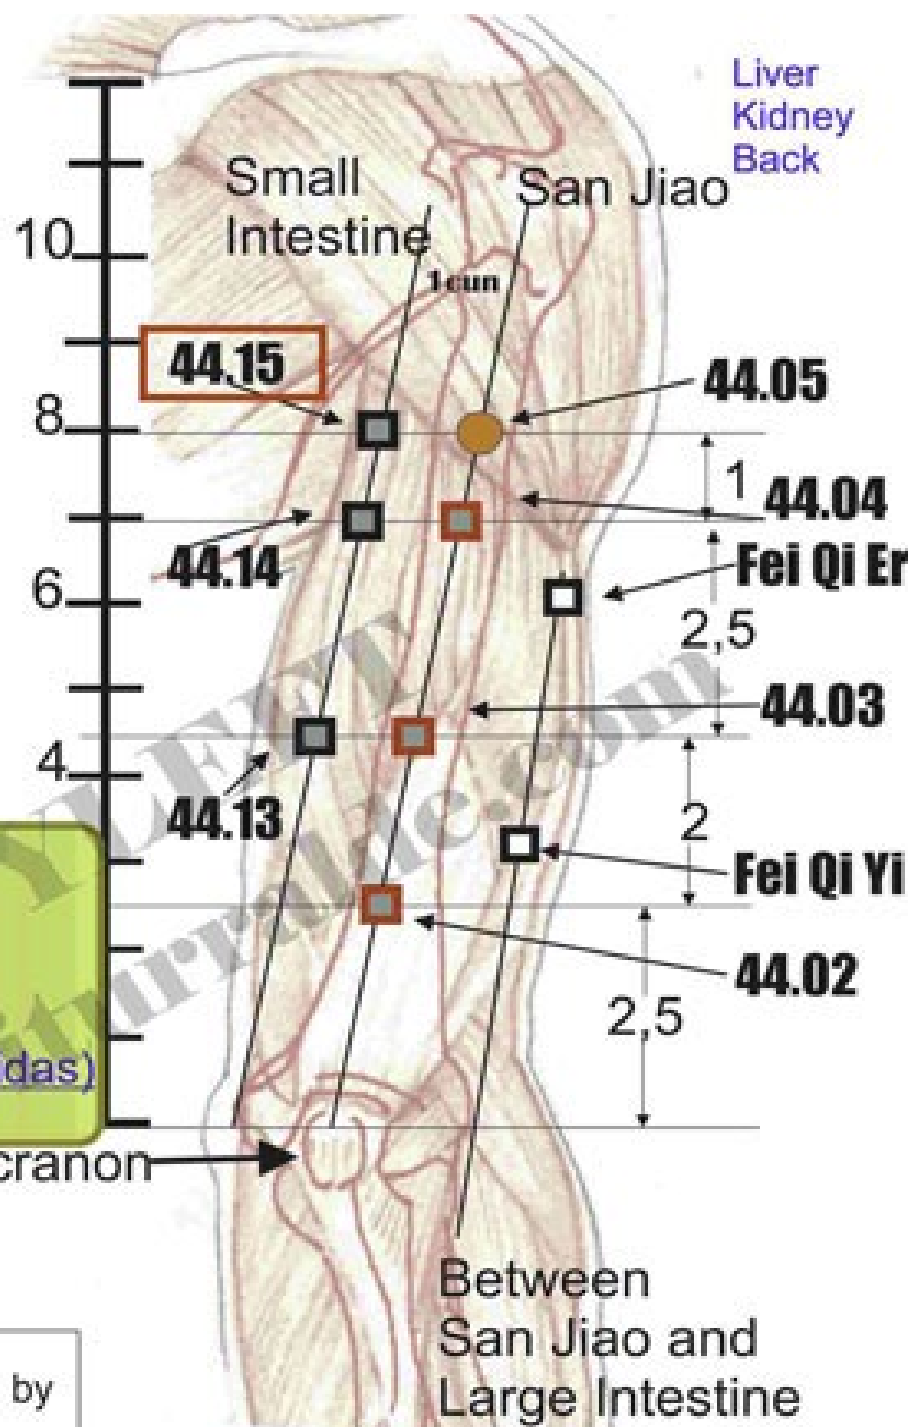 Liver
Kidney
Back
Small
Intestine
San Jiao
10
1cun
44.15
44.05
8
1
44.04
44.14
Fei Qi Er
6
2,5
44.03
4
44.13
2
Fei Qi Yi
44.02
2,5
idas)
cranon
Between
San Jiao and
Large Intestine
by